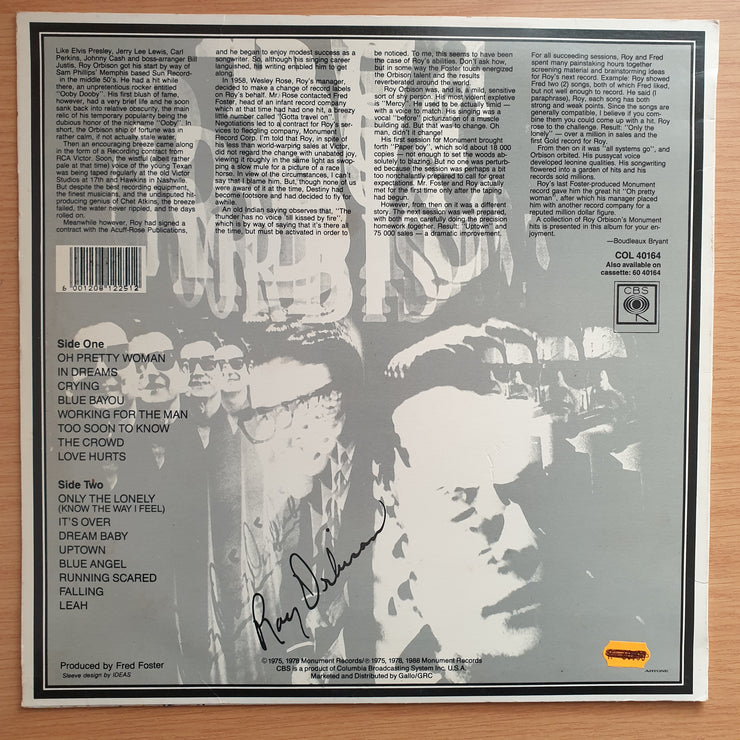 Like Elvis Presley, Jerry Lee Lewis, Carl
Perkins, Johnny Cash and boss-arranger Bill
Justis, Roy Orbison got his start by way of
Sam Phillips' Memphis based Sun Record-
in the middle 50's. He had a hit while
there, an unpretentious rocker entitled
"Ooby Dooby". His first blush of fame,
however, had a very brief life and he soon
sank back into relative obscurity, the main
relic of his temporary popularity being the
dubious honor of the nickname "Ooby". In
short, the Orbison ship of fortune was in
rather calm, if not actually stale water.
Then an encouraging breeze came along
in the form of a Recording contract from
RCA Victor. Soon, the wistful (albeit rather
pale at that time) voice of the young Texan
was being taped regularly at the old Victor
Studios at 17th and Hawkins in Nashville.
But despite the best recording equipment,
the finest musicians, and the undisputed hit-
producing genius of Chet Atkins, the breeze
failed, the water never rippled, and the days
rolled on.
Meanwhile however, Roy had signed a
contract with the Acuff-Rose Publications,
and he began to enjoy modest success as a
songwriter. So, although his singing career
languished, his writing enabled him to get
along.
In 1958, Wesley Rose, Roy's manager,
decided to make a change of record labels
on Roy's behalf. Mr Rose contacted Fred
Foster, head of an infant record company
which at that time had had one hit, a breezy
little number called "Gotta travel on".
Negotiations led to a contract for Roy's ser-
vices to fledgling company, Monument
Record Corp. I'm told that Roy, in spite of
his less than world-warping sales at Victor
did not regard the change with unabated joy,
viewing it roughly in the same light as swop-
ping a slow mule for a picture of a race
horse. In view of the circumstances, I can't
say that I blame him. But, though none of us
were aware of it at the time, Destiny had
become footsore and had decided to fly
awhile.
An old Indian saying observes that, "The
thunder has no voice 'till kissed by fire",
which is by way of saying that it's there all
the time, but must be activated in order to
be noticed. To me, this seems to have been
the case of Roy's abilities. Don't ask how,
but in some way the Foster touch energized
the Orbison talent and the results
reverberated around the world.
Roy Orbison was, and is, a mild, sensitive
sort of shy person. His most violent expletive
is "Mercy". He used to be actually timid —
with a voice to match. His singing was a
vocal "before" picturization of a muscle
building ad. But that was to change. Oh
man, didn't it change!
His first session for Monument brought
forth "Paper boy", which sold about 18 000
copies — not enough to set the woods ab-
solutely to blazing. But no one was perturb-
ed because the session was perhaps a bit
too nonchalantly prepared to call for great
expectations. Mr. Foster and Roy actually
met for the first time only after the taping
had begun.
However, from then on it was a different
story. The next session was well prepared,
with both men carefully doing the precision
homework together. Result: "Uptown" and
75 000 sales — a dramatic improvement.
For all succeeding sessions, Roy and Fred
spent many painstaking hours together
screening material and brainstorming ideas
for Roy's next record. Example: Roy showed
Fred two (2) songs, both of which Fred liked,
but not well enough to record. He said (I
paraphrase), Roy, each song has both
strong and weak points. Since the songs are
generally compatible, I believe if you com-
bine them you could come up with a hit. Roy
rose to the challenge. Result: "Only the
lonely" — over a million in sales and the
first Gold record for Roy.
From then on it was "all systems go", and
Orbison orbited. His pussycat voice
developed leonine qualities. His songwriting
flowered into a garden of hits and his
records sold millions.
Roy's last Foster-produced Monument
record gave him the great hit "Oh pretty
woman", after which his manager placed
him with another record company for a
reputed million dollar figure.
A collection of Roy Orbison's Monument
hits is presented in this album for your en-
joyment.
—Boudleaux Bryant
COL 40164
Also available on
cassette: 60 40164
CBS
6 001208 122512
Side One
OH PRETTY WOMAN
IN DREAMS
CRYING
BLUE BAYOU
WORKING FOR THE MAN
TOO SOON TO KNOW
THE CROWD
LOVE HURTS
Side Two
ONLY THE LONELY
(KNOW THE WAY I FEEL)
IT'S OVER
DREAM BABY
UPTOWN
BLUE ANGEL
RUNNING SCARED
FALLING
LEAH
Roy Orbison
Produced by Fred Foster
Sleeve design by IDEAS
© 1975, 1978 Monument Records/℗ 1975, 1978, 1988 Monument Records
CBS is a product of Columbia Broadcasting System Inc. U.S.A.
Marketed and Distributed by Gallo/GRC
ARTONE